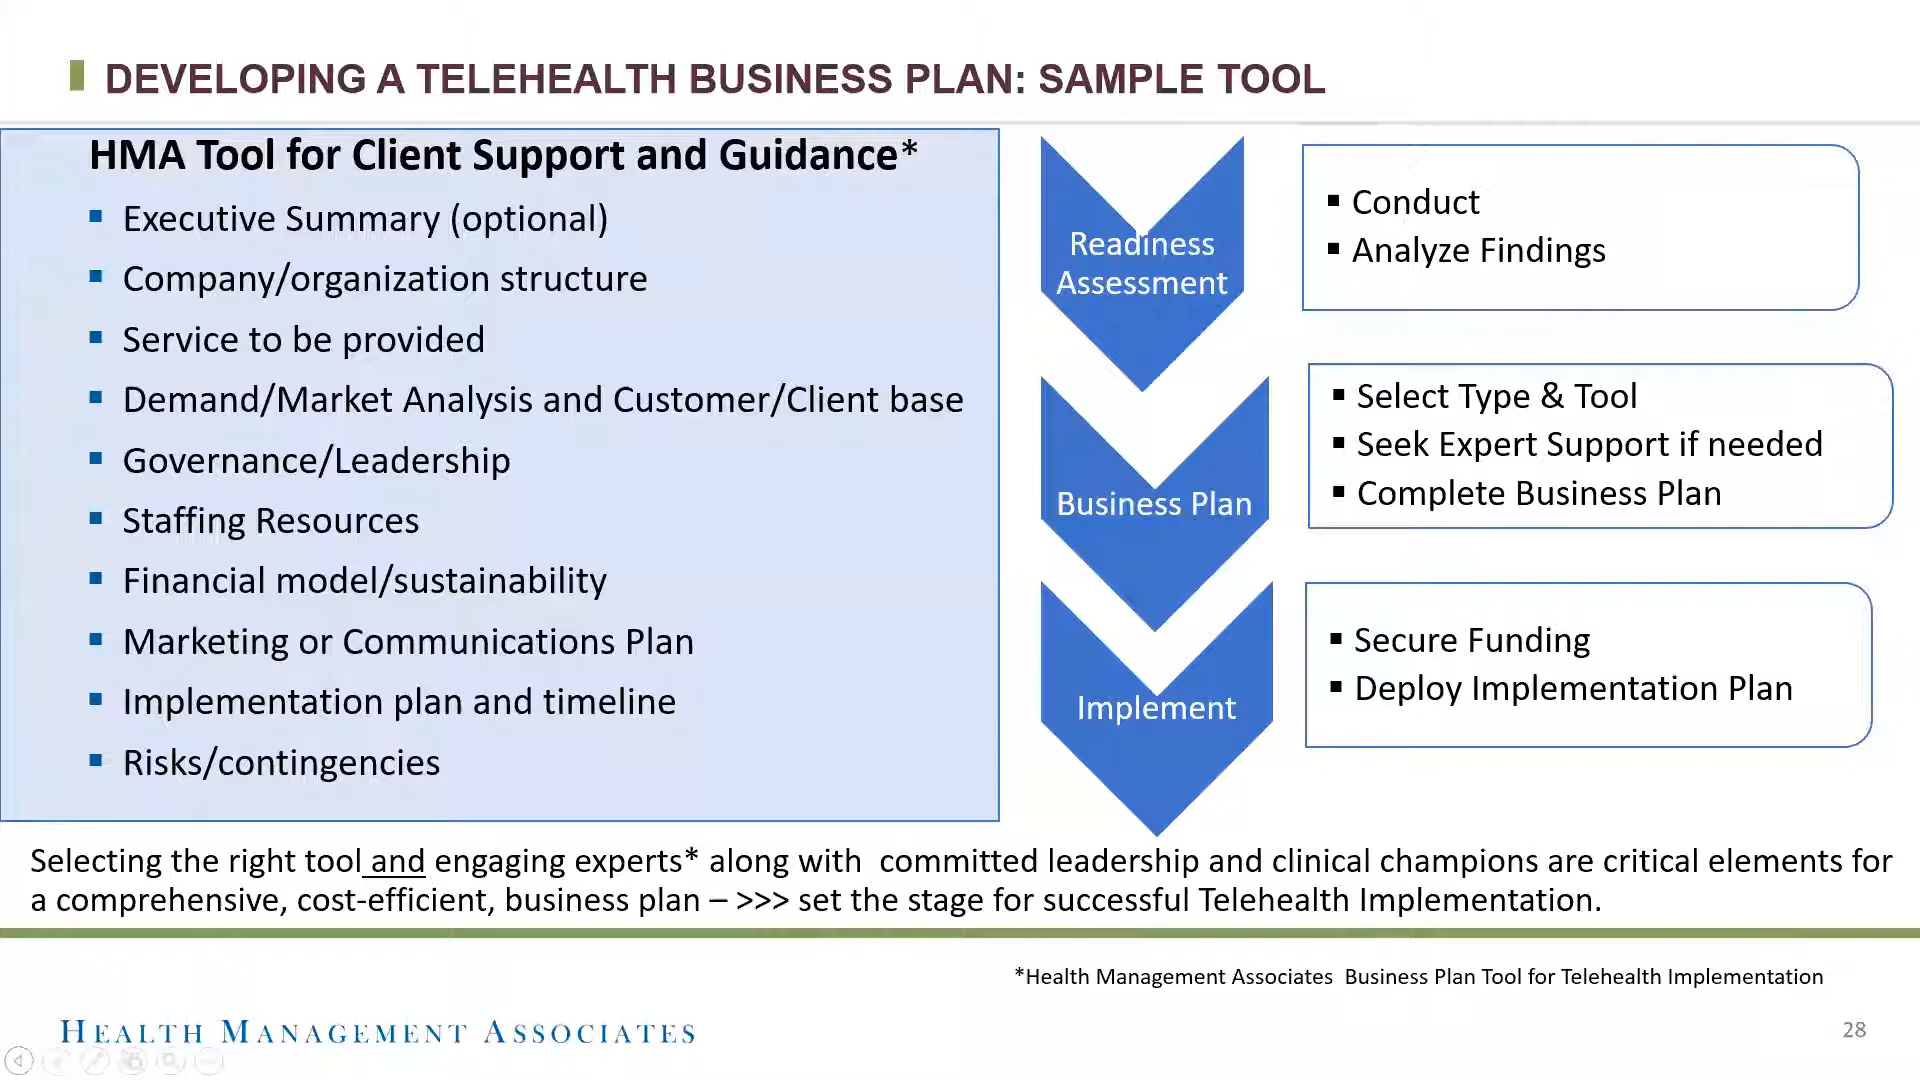 DEVELOPING A TELEHEALTH BUSINESS PLAN: SAMPLE TOOL
HMA Tool for Client Support and Guidance*
Executive Summary (optional)
Company/organization structure
Service to be provided
Demand/Market Analysis and Customer/Client base
Governance/Leadership
Staffing Resources
Financial model/sustainability
Marketing or Communications Plan
Implementation plan and timeline
Risks/contingencies
Readiness
Assessment
Conduct
Analyze Findings
Business Plan
Select Type & Tool
Seek Expert Support if needed
Complete Business Plan
Implement
Secure Funding
Deploy Implementation Plan
Selecting the right tool and engaging experts* along with  committed leadership and clinical champions are critical elements for
a comprehensive, cost-efficient, business plan – >>> set the stage for successful Telehealth Implementation.
*Health Management Associates  Business Plan Tool for Telehealth Implementation
HEALTH MANAGEMENT ASSOCIATES
28